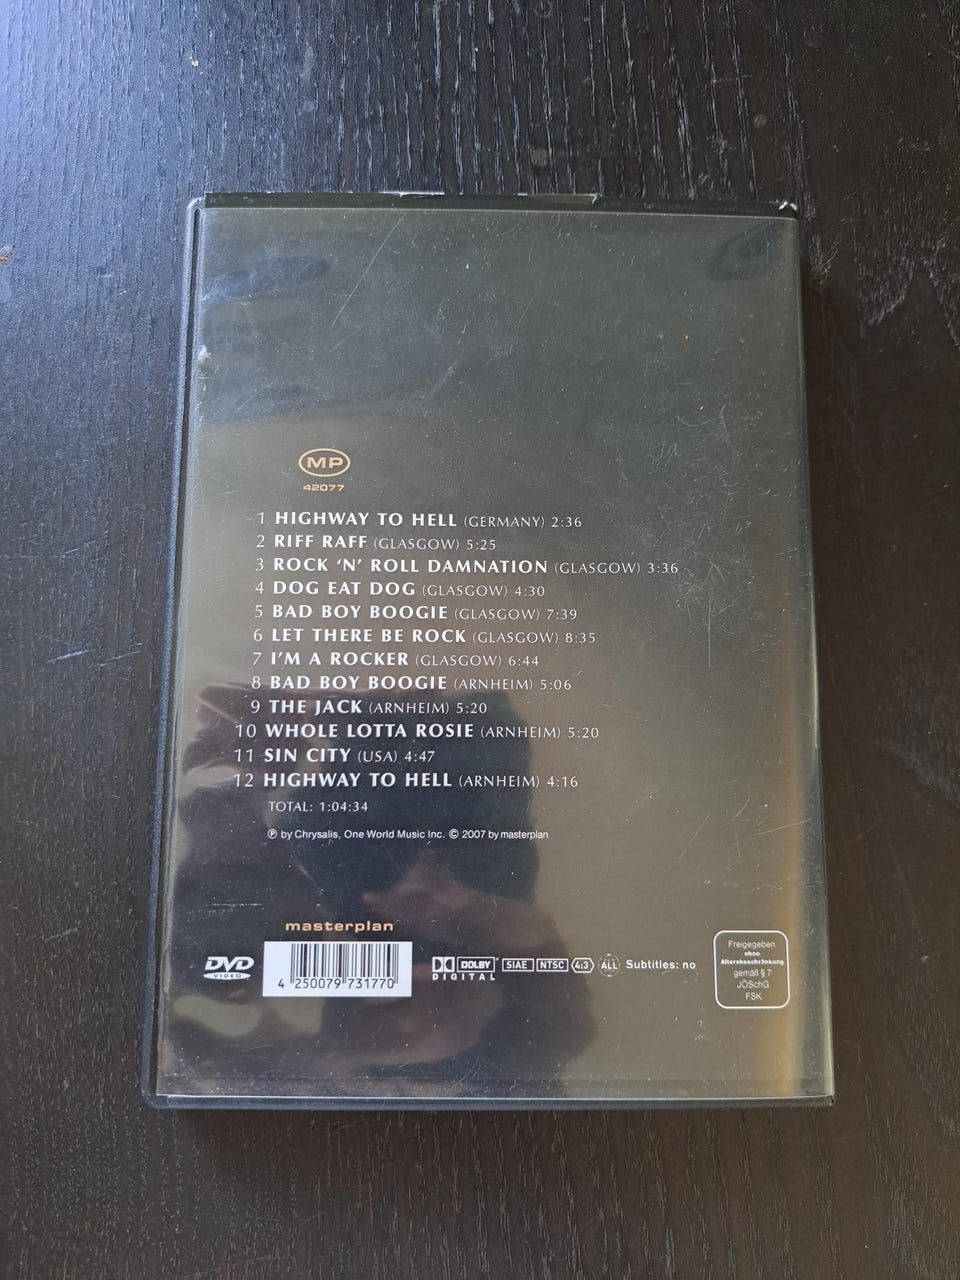 MP
42077
1 HIGHWAY TO HELL (GERMANY) 2:36
2 RIFF RAFF (GLASGOW) 5:25
3 ROCK ‘N’ ROLL DAMNATION (GLASGOW) 3:36
4 DOG EAT DOG (GLASGOW) 4:30
5 BAD BOY BOOGIE (GLASGOW) 7:39
6 LET THERE BE ROCK (GLASGOW) 8:35
7 I’M A ROCKER (GLASGOW) 6:44
8 BAD BOY BOOGIE (ARNHEIM) 5:06
9 THE JACK (ARNHEIM) 5:20
10 WHOLE LOTTA ROSIE (ARNHEIM) 5:20
11 SIN CITY (USA) 4:47
12 HIGHWAY TO HELL (ARNHEIM) 4:16
TOTAL: 1:04:34
℗ by Chrysalis, One World Music Inc. © 2007 by masterplan
masterplan
DVD
VIDEO
4 250079 731770
DOLBY
DIGITAL
SIAE NTSC 4:3 ALL Subtitles: no
Freigegeben
ohne
Altersbeschränkung
gemäß § 7
JÖSchG
FSK